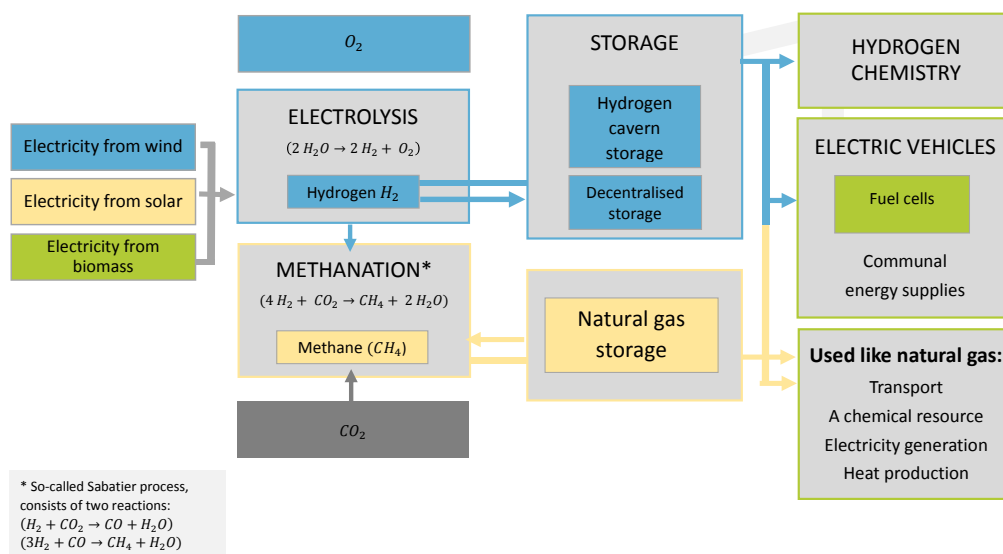 O₂
STORAGE
HYDROGEN
CHEMISTRY
Hydrogen
cavern
storage
Decentralised
storage
ELECTROLYSIS
(2 H₂O → 2 H₂ + O₂)
Hydrogen H₂
Electricity from wind
Electricity from solar
Electricity from
biomass
ELECTRIC VEHICLES
Fuel cells
Communal
energy supplies
METHANATION*
(4 H₂ + CO₂ → CH₄ + 2 H₂O)
Methane (CH₄)
Natural gas
storage
Used like natural gas:
Transport
A chemical resource
Electricity generation
Heat production
CO₂
* So-called Sabatier process,
consists of two reactions:
(H₂ + CO₂ → CO + H₂O)
(3H₂ + CO → CH₄ + H₂O)